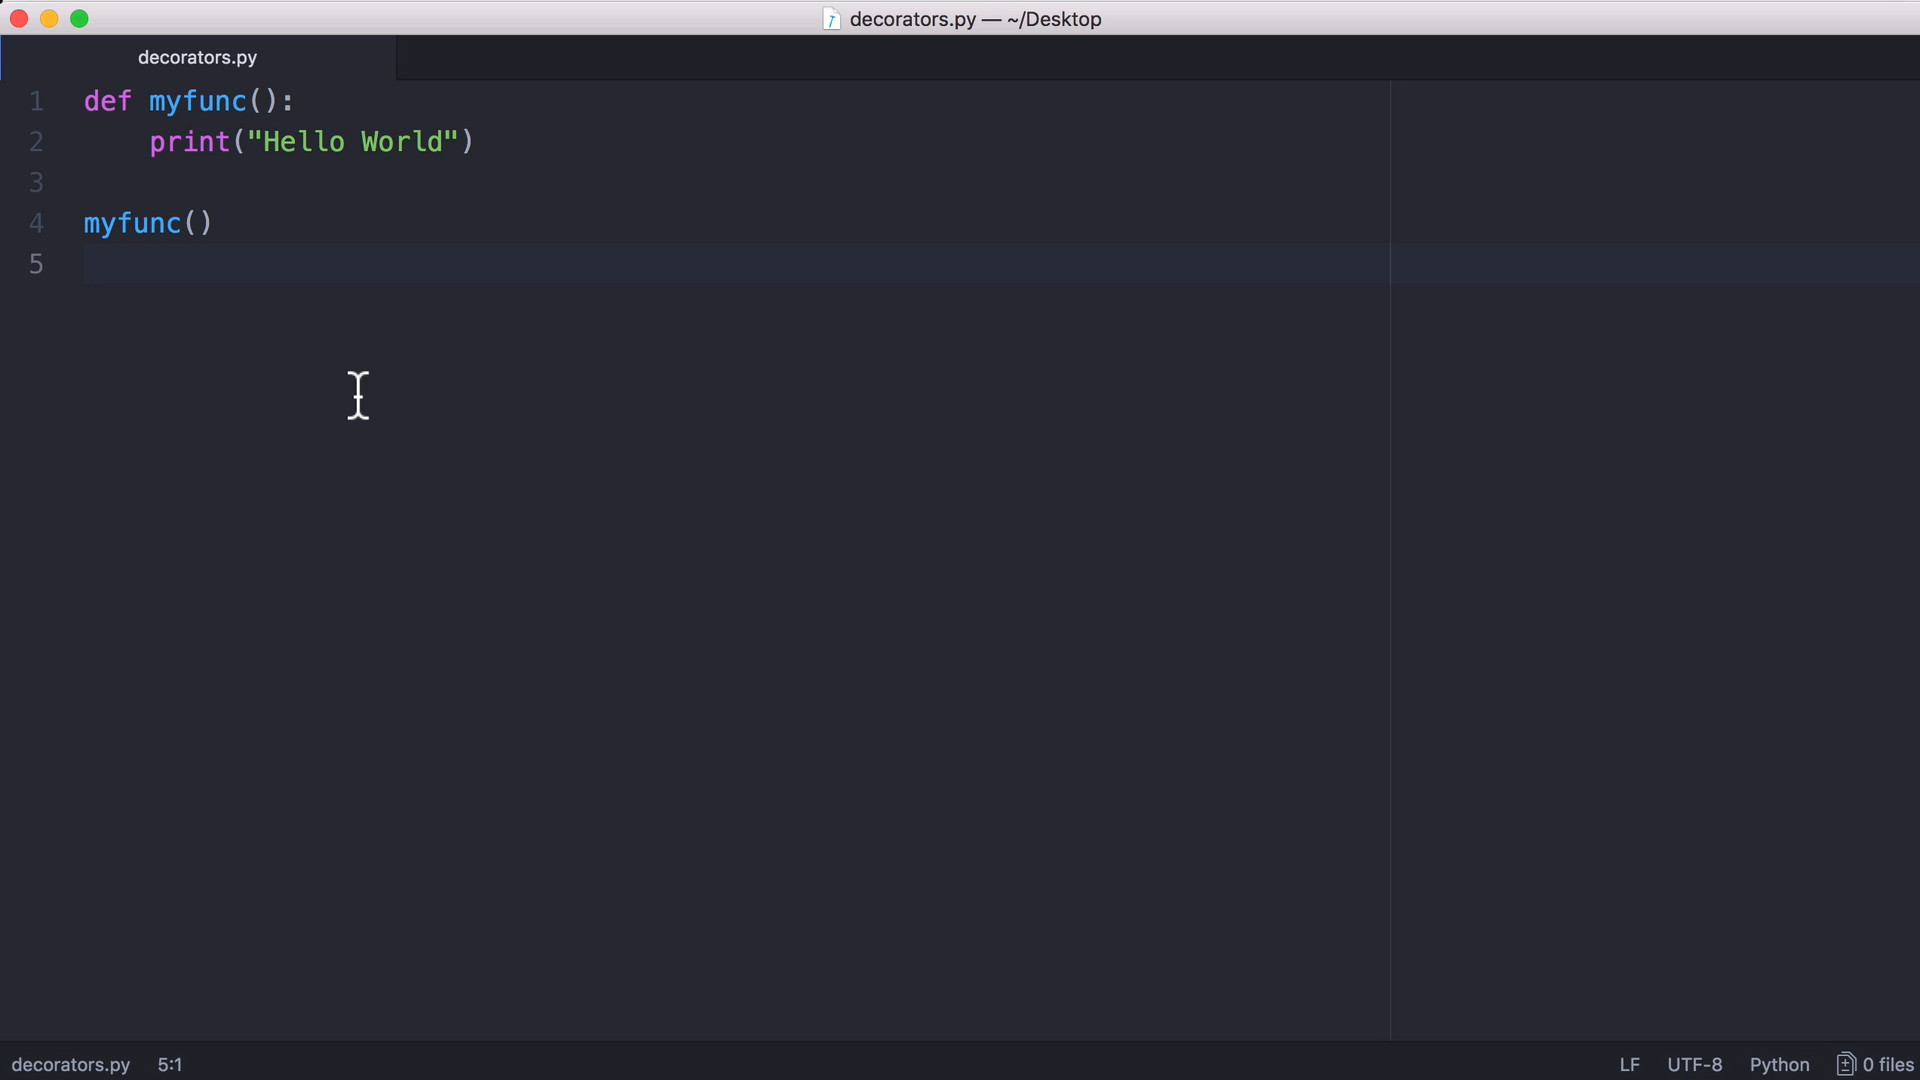 decorators.py — ~/Desktop
decorators.py
1 def myfunc():
2     print("Hello World")
3
4 myfunc()
5
decorators.py 5:1 LF UTF-8 Python 0 files